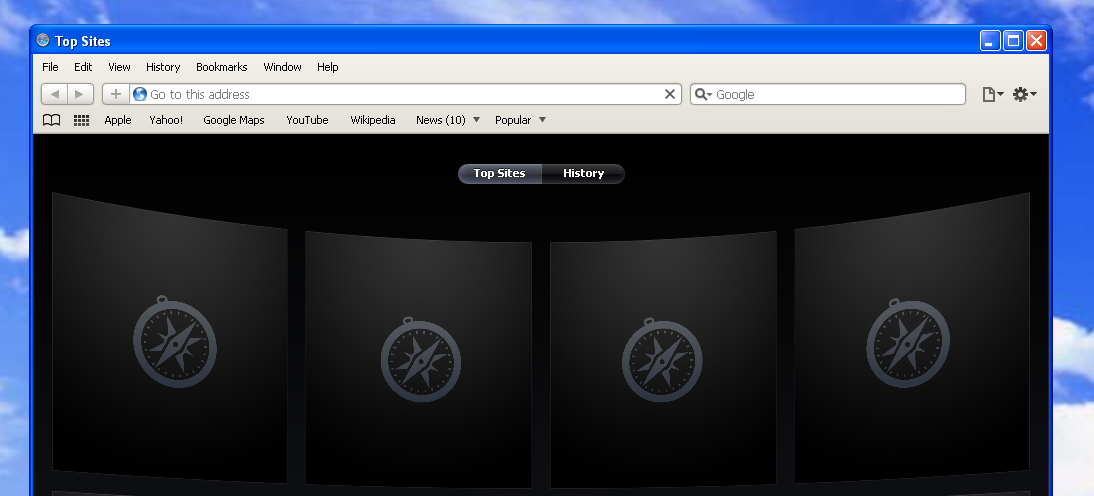 Top Sites
File Edit View History Bookmarks Window Help
Go to this address Google
Apple Yahoo! Google Maps YouTube Wikipedia News (10) Popular
Top Sites History